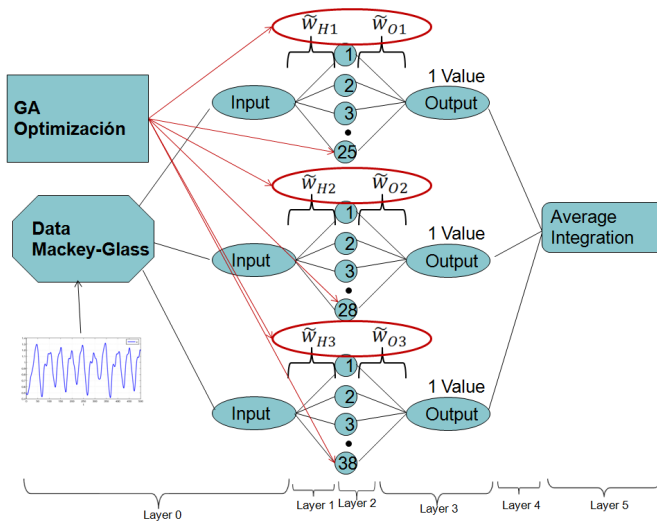 GA
Optimización
Data
Mackey-Glass
w̃H1 w̃O1
1
2
3
25
Input
1 Value
Output
w̃H2 w̃O2
1
2
3
28
Input
1 Value
Output
w̃H3 w̃O3
1
2
3
38
Input
1 Value
Output
Average
Integration
Layer 0
Layer 1
Layer 2
Layer 3
Layer 4
Layer 5